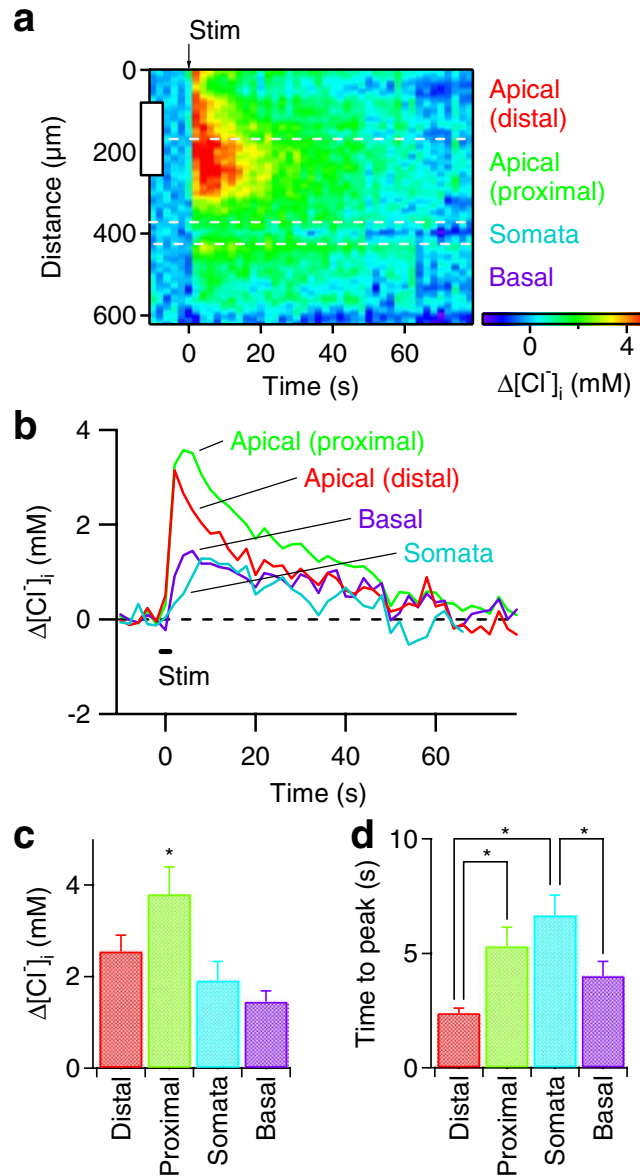 a
Stim
0
200
400
600
Distance (µm)
0 20 40 60
Time (s)
Apical
(distal)
Apical
(proximal)
Somata
Basal
0 4
Δ[Cl-]i (mM)
b
4
2
0
-2
Δ[Cl-]i (mM)
Apical (proximal)
Apical (distal)
Basal
Somata
Stim
0 20 40 60
Time (s)
c
4
2
0
Δ[Cl-]i (mM)
*
Distal
Proximal
Somata
Basal
d
10
5
0
Time to peak (s)
* * *
Distal
Proximal
Somata
Basal